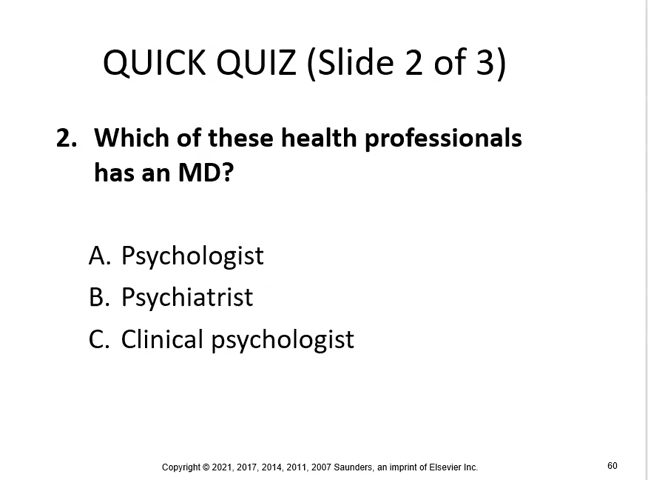 QUICK QUIZ (Slide 2 of 3)
2. Which of these health professionals
has an MD?
A. Psychologist
B. Psychiatrist
C. Clinical psychologist
Copyright © 2021, 2017, 2014, 2011, 2007 Saunders, an imprint of Elsevier Inc.
60